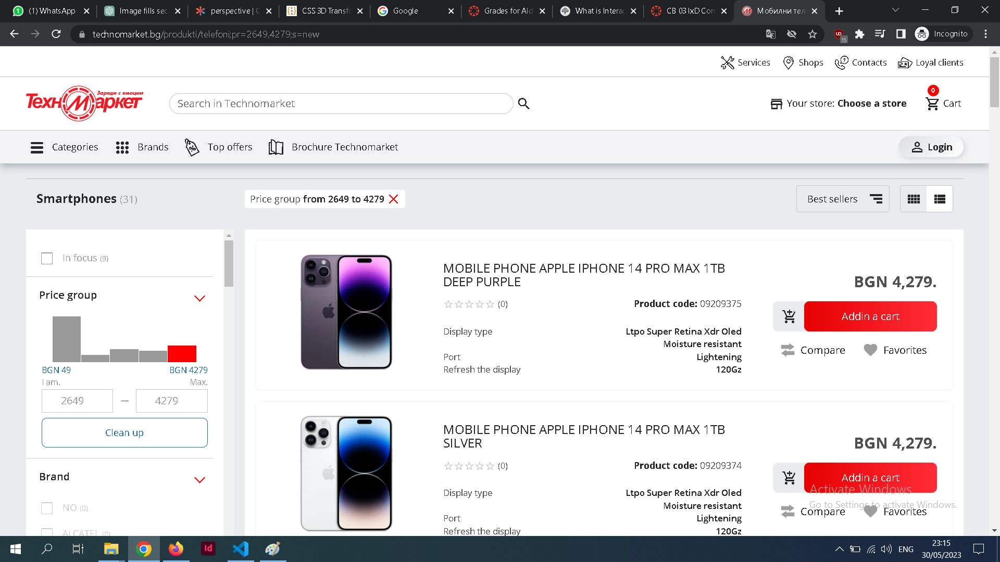 (1) WhatsApp
Image fills sec
perspective | C
CSS 3D Transfo
Google
Grades for Ald
What is Interac
CB 03 IxD Con
Мобилни тел
technomarket.bg/produkti/telefoni;pr=2649,4279;s=new
15
Incognito
Services
Shops
Contacts
Loyal clients
Зареди с емоции
ТехноМаркет
Search in Technomarket
Your store: Choose a store
0
Cart
Categories
Brands
Top offers
Brochure Technomarket
Login
Smartphones (31)
Price group from 2649 to 4279
Best sellers
In focus (9)
Price group
BGN 49
BGN 4279
I am.
Max.
2649
—
4279
Clean up
Brand
NO (0)
ALCATEL (0)
MOBILE PHONE APPLE IPHONE 14 PRO MAX 1TB
DEEP PURPLE
(0)
Product code: 09209375
Display type
Ltpo Super Retina Xdr Oled
Moisture resistant
Port
Lightening
Refresh the display
120Gz
BGN 4,279.
Addin a cart
Compare
Favorites
MOBILE PHONE APPLE IPHONE 14 PRO MAX 1TB
SILVER
(0)
Product code: 09209374
Display type
Ltpo Super Retina Xdr Oled
Moisture resistant
Port
Lightening
Refresh the display
120Gz
BGN 4,279.
Addin a cart
Compare
Favorites
Activate Windows
Go to Settings to activate Windows.
Id
ENG
23:15
30/05/2023